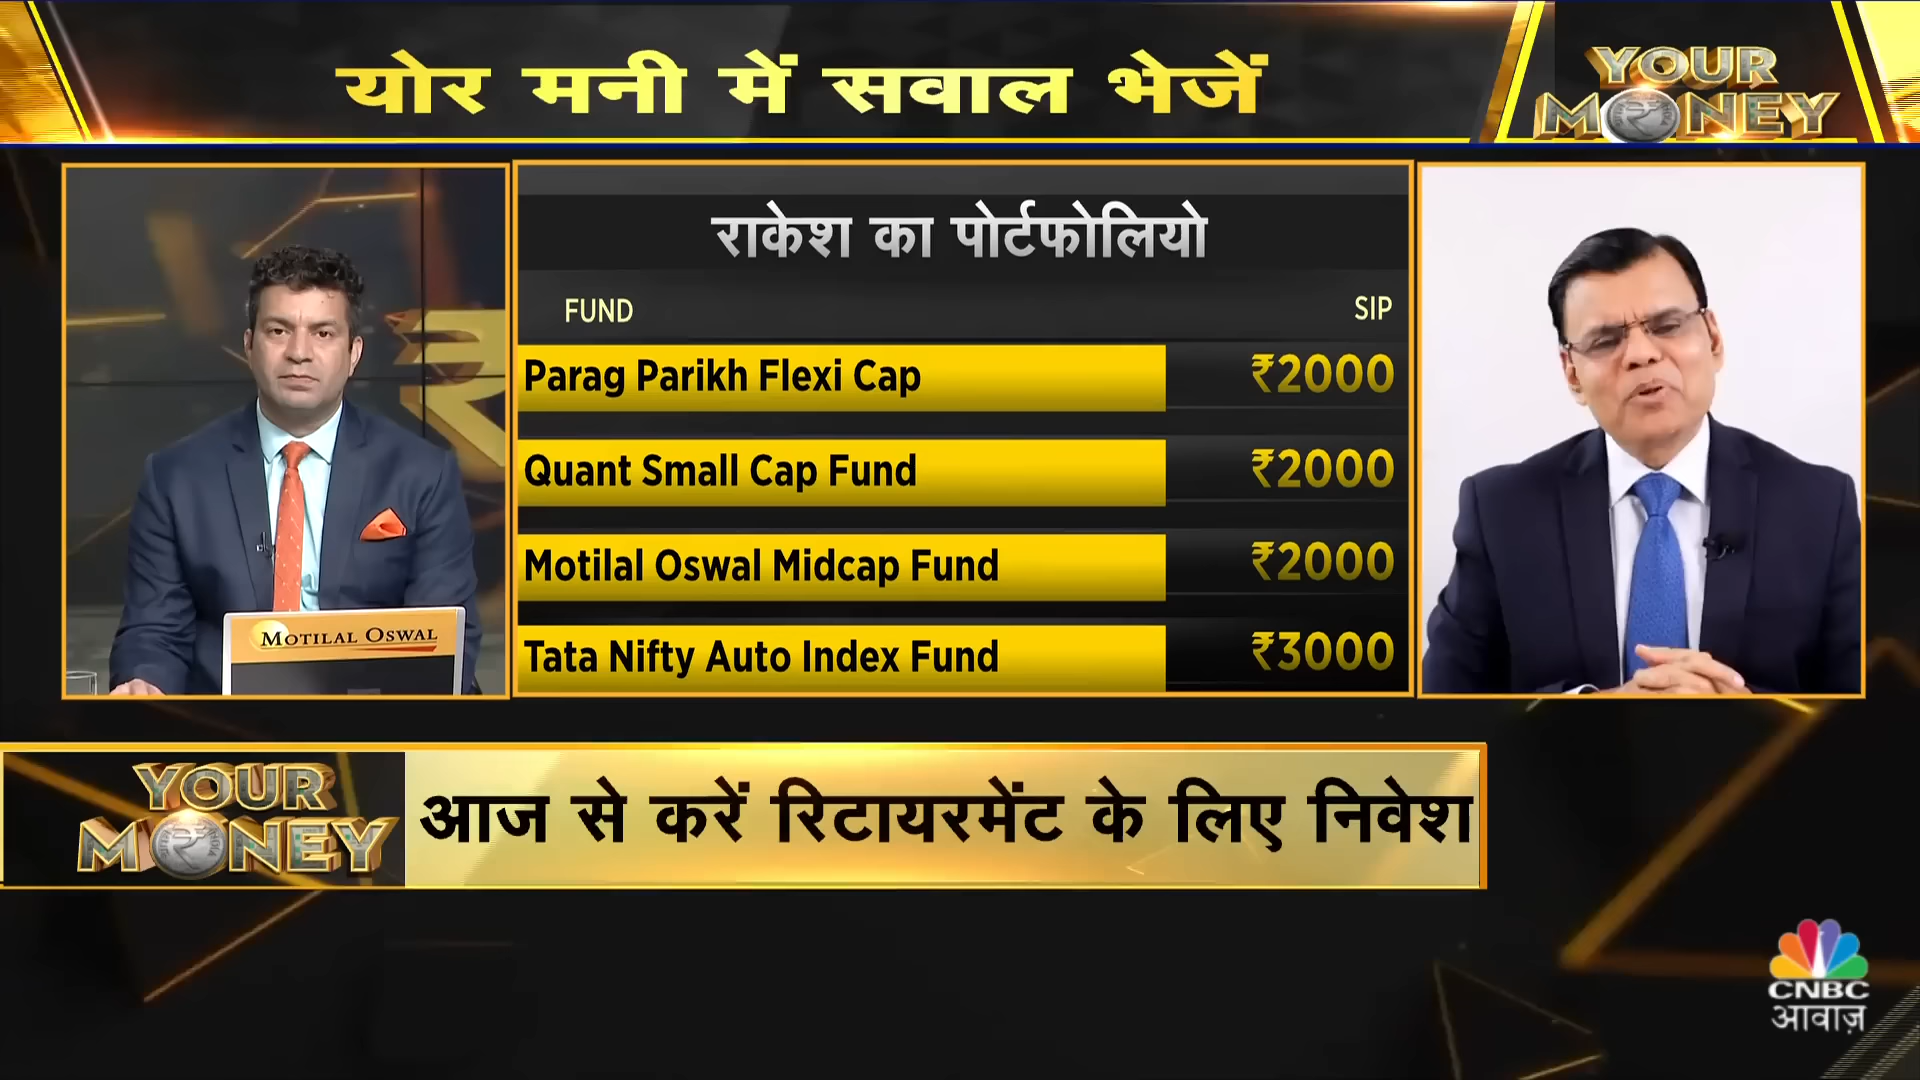 योर मनी में सवाल भेजें
YOUR
MONEY
राकेश का पोर्टफोलियो
FUND SIP
Parag Parikh Flexi Cap ₹2000
Quant Small Cap Fund ₹2000
Motilal Oswal Midcap Fund ₹2000
Tata Nifty Auto Index Fund ₹3000
MOTILAL OSWAL
YOUR
MONEY
आज से करें रिटायरमेंट के लिए निवेश
CNBC
आवाज़